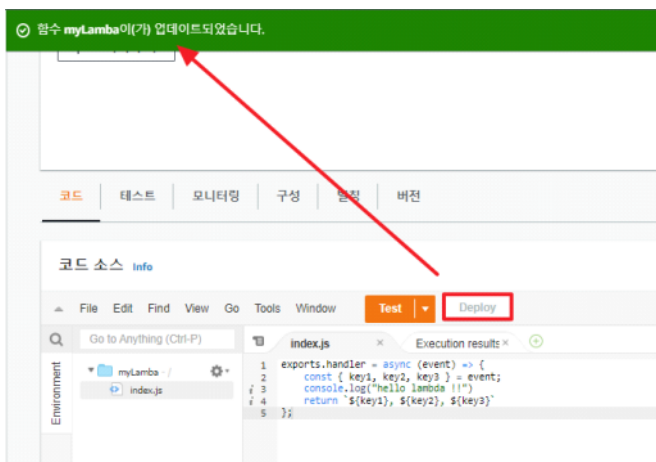 함수 myLamba이(가) 업데이트되었습니다.
코드 테스트 모니터링 구성 별칭 버전
코드 소스 Info
File Edit Find View Go Tools Window Test Deploy
Go to Anything (Ctrl-P) index.js × Execution results ×
Environment
myLamba - /
index.js
1 exports.handler = async (event) => {
2 const { key1, key2, key3 } = event;
i 3 console.log("hello lambda !!")
i 4 return `${key1}, ${key2}, ${key3}`
5 };